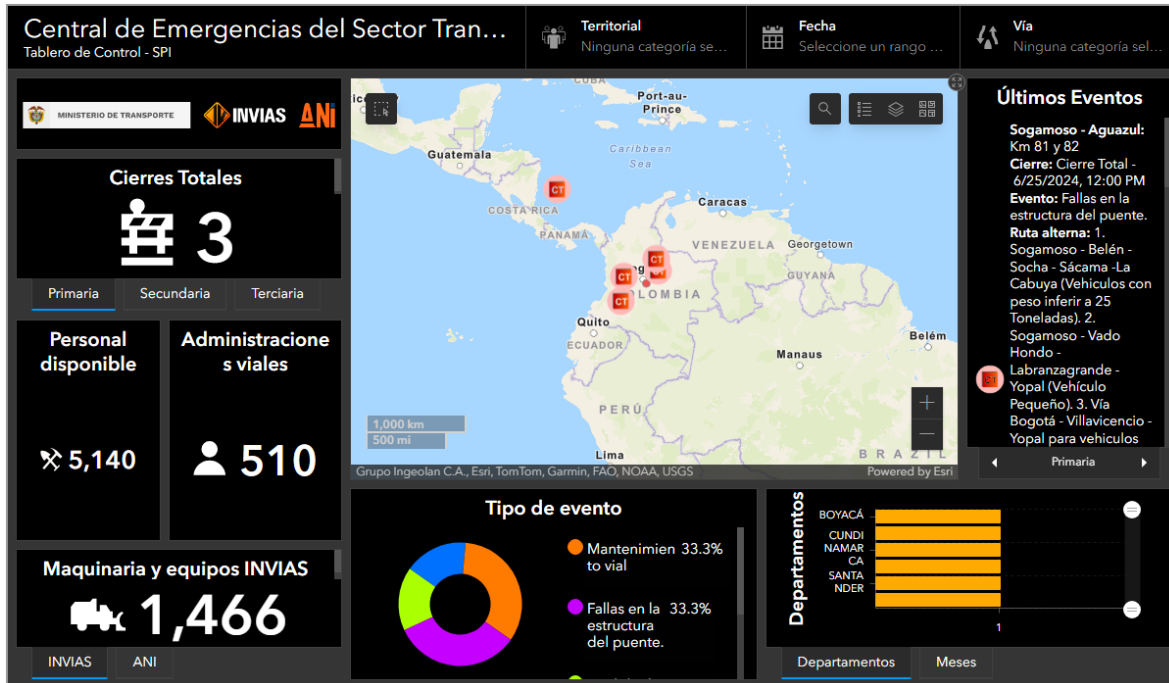 Central de Emergencias del Sector Tran...
Tablero de Control - SPI
Territorial
Ninguna categoría se...
Fecha
Seleccione un rango ...
Vía
Ninguna categoría sel...
MINISTERIO DE TRANSPORTE
INVIAS
ANI
Cierres Totales
3
Primaria
Secundaria
Terciaria
Personal
disponible
5,140
Administracione
s viales
510
Maquinaria y equipos INVIAS
1,466
INVIAS
ANI
CUBA
Port-au-
Prince
Guatemala
Caribbean
Sea
CT
COSTA RICA
PANAMÁ
Caracas
VENEZUELA
Georgetown
GUYANA
CT
CT
CT
CT
LOMBIA
Quito
ECUADOR
Belém
Manaus
PERÚ
1,000 km
500 mi
Lima
BRAZIL
Grupo Ingeolan C.A., Esri, TomTom, Garmin, FAO, NOAA, USGS
Powered by Esri
Últimos Eventos
Sogamoso - Aguazul:
Km 81 y 82
Cierre: Cierre Total -
6/25/2024, 12:00 PM
Evento: Fallas en la
estructura del puente.
Ruta alterna: 1.
Sogamoso - Belén -
Socha - Sácama -La
Cabuya (Vehiculos con
peso inferir a 25
Toneladas). 2.
Sogamoso - Vado
Hondo -
Labranzagrande -
Yopal (Vehículo
Pequeño). 3. Vía
Bogotá - Villavicencio -
Yopal para vehiculos
CT
Primaria
Tipo de evento
Mantenimien 33.3%
to vial
Fallas en la 33.3%
estructura
del puente.
Departamentos
BOYACÁ
CUNDI
NAMAR
CA
SANTA
NDER
1
Departamentos
Meses